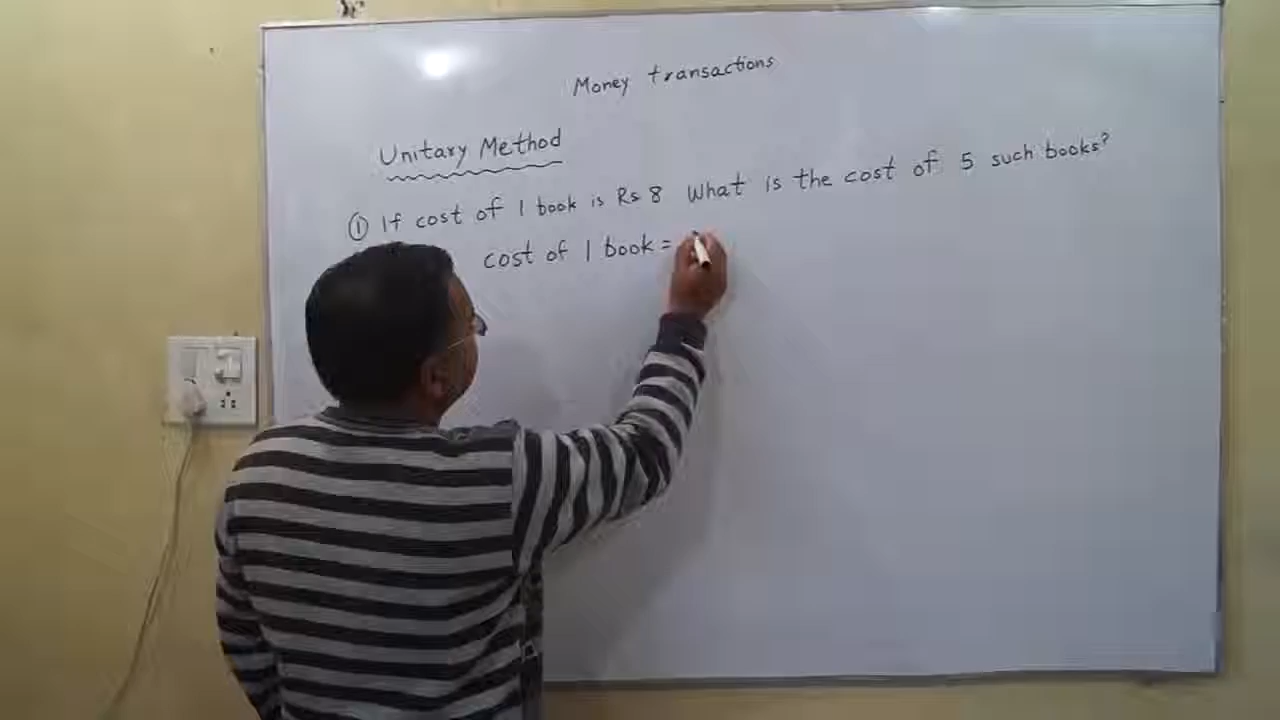 Money transactions
Unitary Method
① If cost of 1 book is Rs 8 What is the cost of 5 such books?
cost of 1 book =